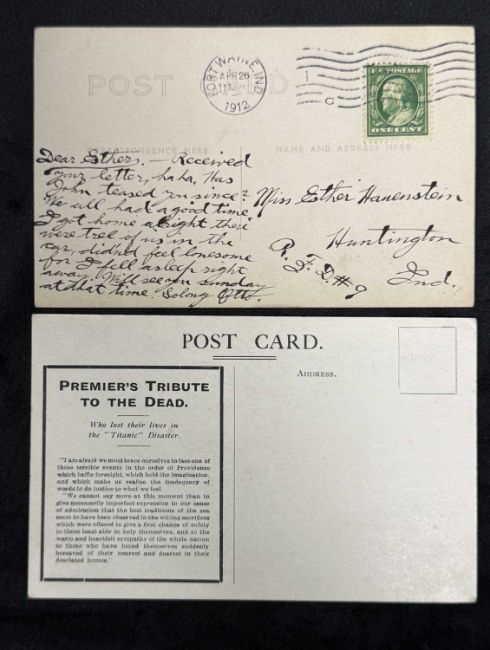 POST CARD
FORT WAYNE, IND.
APR 26
1912
U.S. POSTAGE
ONE CENT
CORRESPONDENCE HERE
NAME AND ADDRESS HERE
Dear Esther, — Received
your letter, haha. Has
John teased you since?
We all had a good time,
I got home alright there
were tree of us in the
car, didn't feel lonesome
for I fell asleep right
away. Will see you Sunday
at that time. Solong Otto.
Miss Esther Hauenstein
Huntington
R.F.D. #9
Ind.
POST CARD.
ADDRESS.
PREMIER'S TRIBUTE
TO THE DEAD.
Who lost their lives in
the "Titanic" Disaster.
"I am afraid we must brace ourselves to face one of
those terrible events in the order of Providence
which baffle foresight, which hold the imagination,
and which make us realise the inadequacy of
words to do justice to what we feel
"We cannot say more at this moment than to
give necessarily imperfect expression to our sense
of admiration that the best traditions of the sea
seem to have been observed in the willing sacrifices
which were offered to give a first chance of safety
to those least able to help themselves, and to the
warm and heartfelt sympathy of the whole nation
to those who have found themselves suddenly
bereaved of their nearest and dearest in their
desolated homes."